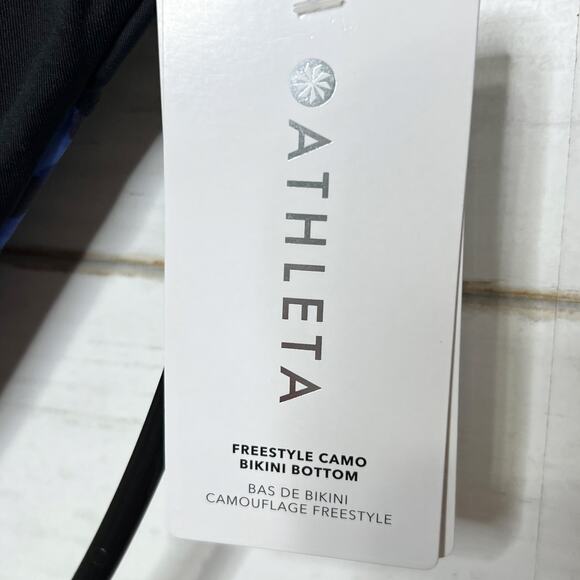 ATHLETA
FREESTYLE CAMO
BIKINI BOTTOM
BAS DE BIKINI
CAMOUFLAGE FREESTYLE